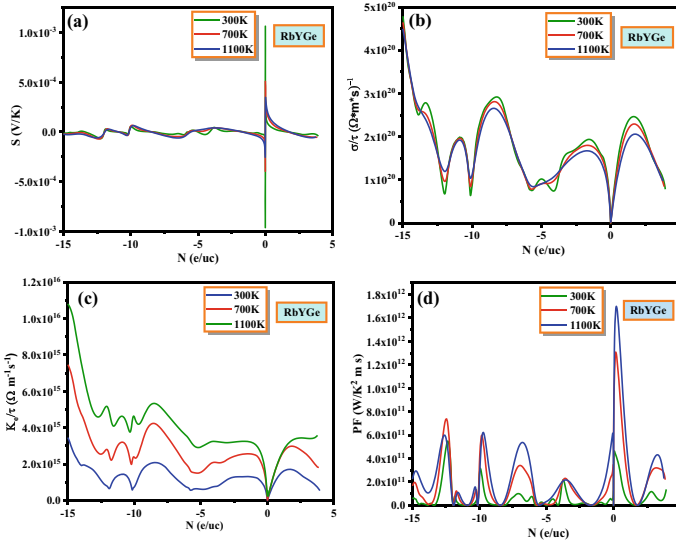 (a)
300K
700K
1100K
RbYGe
1.0x10⁻³
5.0x10⁻⁴
0.0
-5.0x10⁻⁴
-1.0x10⁻³
S (V/K)
-15 -10 -5 0 5
N (e/uc)
(b)
300K
700K
1100K
RbYGe
5x10²⁰
4x10²⁰
3x10²⁰
2x10²⁰
1x10²⁰
0
σ/τ (Ω*m*s)⁻¹
-15 -10 -5 0 5
N (e/uc)
(c)
300K
700K
1100K
RbYGe
1.2x10¹⁶
1.0x10¹⁶
8.0x10¹⁵
6.0x10¹⁵
4.0x10¹⁵
2.0x10¹⁵
0.0
Kₑ/τ (Ω m⁻¹s⁻¹)
-15 -10 -5 0 5
N (e/uc)
(d)
300K
700K
1100K
RbYGe
1.8x10¹²
1.6x10¹²
1.4x10¹²
1.2x10¹²
1.0x10¹²
8.0x10¹¹
6.0x10¹¹
4.0x10¹¹
2.0x10¹¹
0.0
PF (W/K² m s)
-15 -10 -5 0 5
N (e/uc)